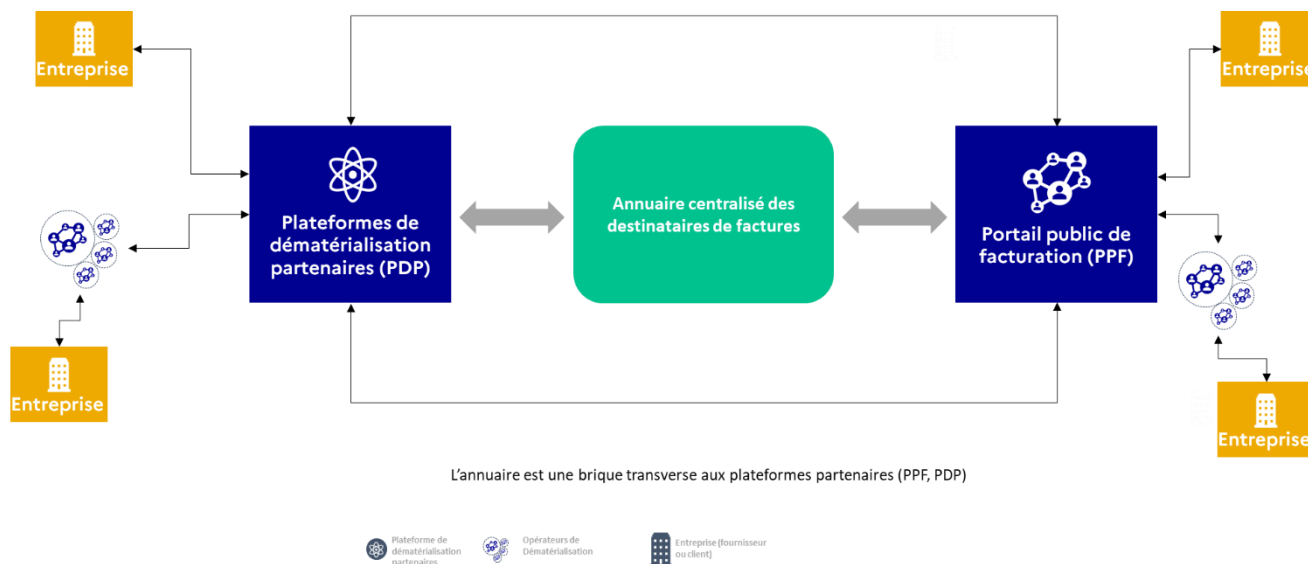 Entreprise
Entreprise
Plateformes de
dématérialisation
partenaires (PDP)
Annuaire centralisé des
destinataires de factures
Portail public de
facturation (PPF)
Entreprise
Entreprise
L'annuaire est une brique transverse aux plateformes partenaires (PPF, PDP)
Plateforme de
dématérialisation
partenaires
Opérateurs de
Dématérialisation
Entreprise (fournisseur
ou client)